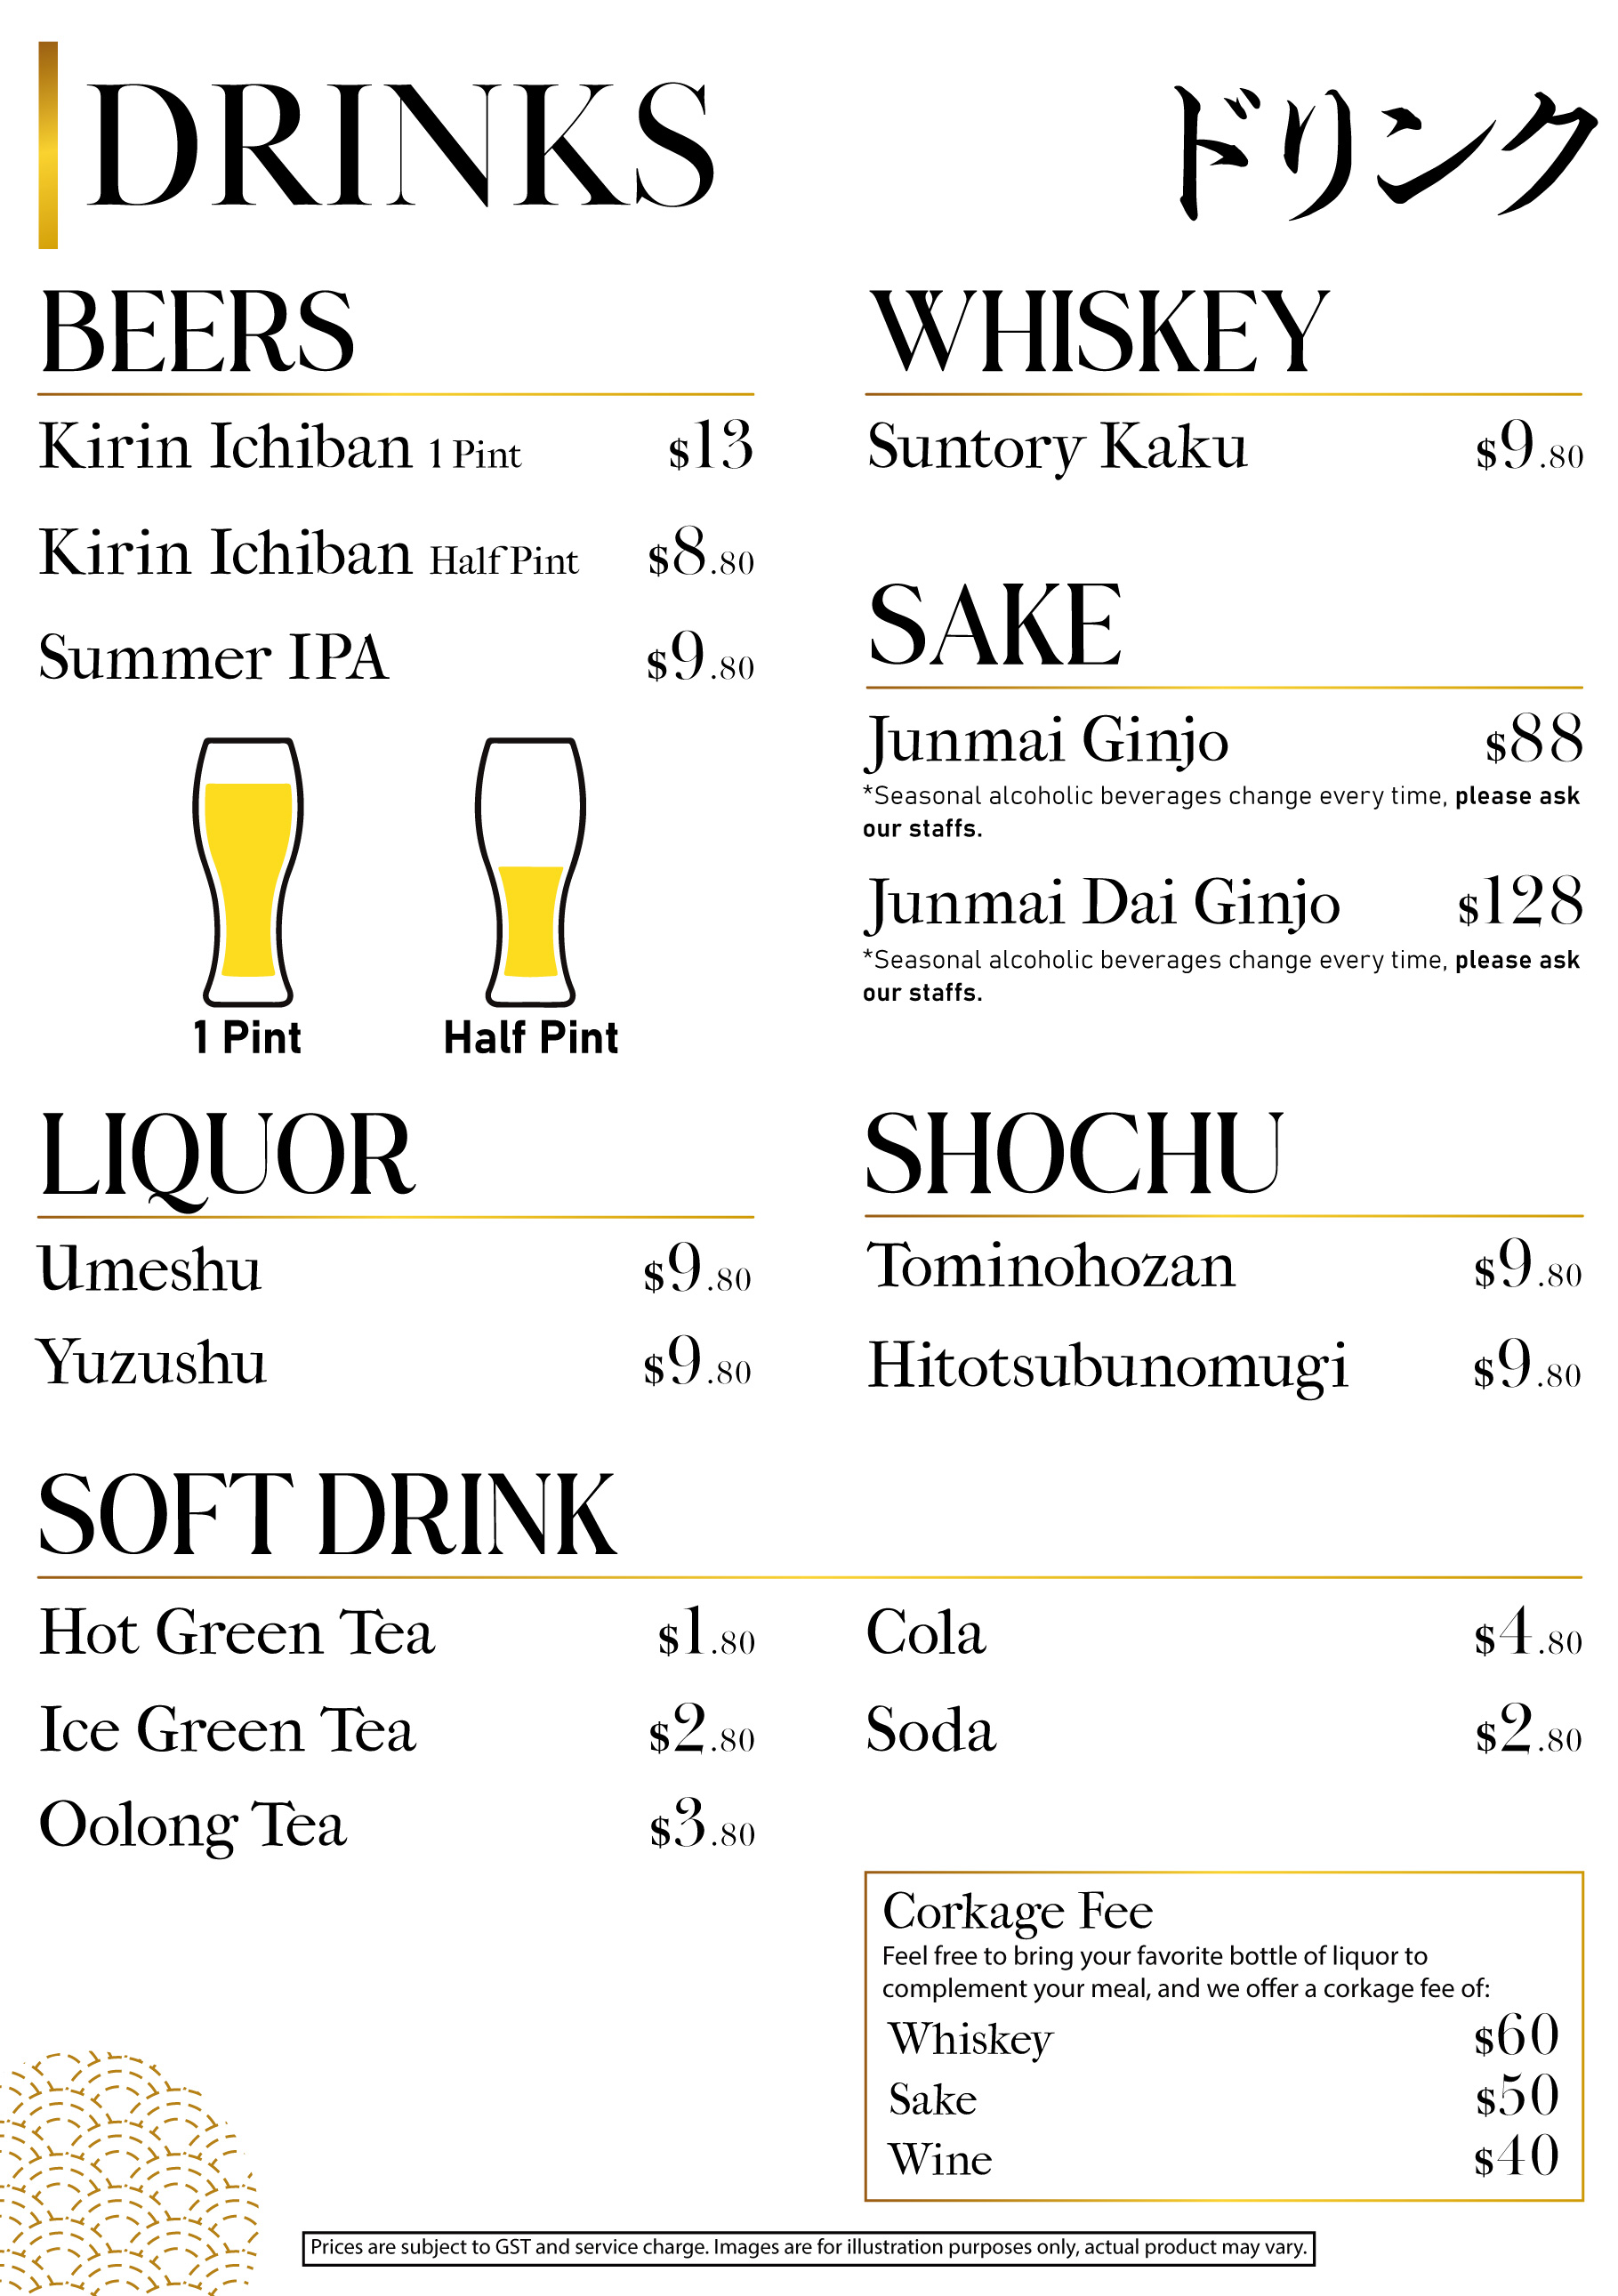 DRINKS
ドリンク
BEERS
Kirin Ichiban 1 Pint $13
Kirin Ichiban Half Pint $8.80
Summer IPA $9.80
1 Pint Half Pint
WHISKEY
Suntory Kaku $9.80
SAKE
Junmai Ginjo $88
*Seasonal alcoholic beverages change every time, please ask
our staffs.
Junmai Dai Ginjo $128
*Seasonal alcoholic beverages change every time, please ask
our staffs.
LIQUOR
Umeshu $9.80
Yuzushu $9.80
SHOCHU
Tominohozan $9.80
Hitotsubunomugi $9.80
SOFT DRINK
Hot Green Tea $1.80
Ice Green Tea $2.80
Oolong Tea $3.80
Cola $4.80
Soda $2.80
Corkage Fee
Feel free to bring your favorite bottle of liquor to
complement your meal, and we offer a corkage fee of:
Whiskey $60
Sake $50
Wine $40
Prices are subject to GST and service charge. Images are for illustration purposes only, actual product may vary.